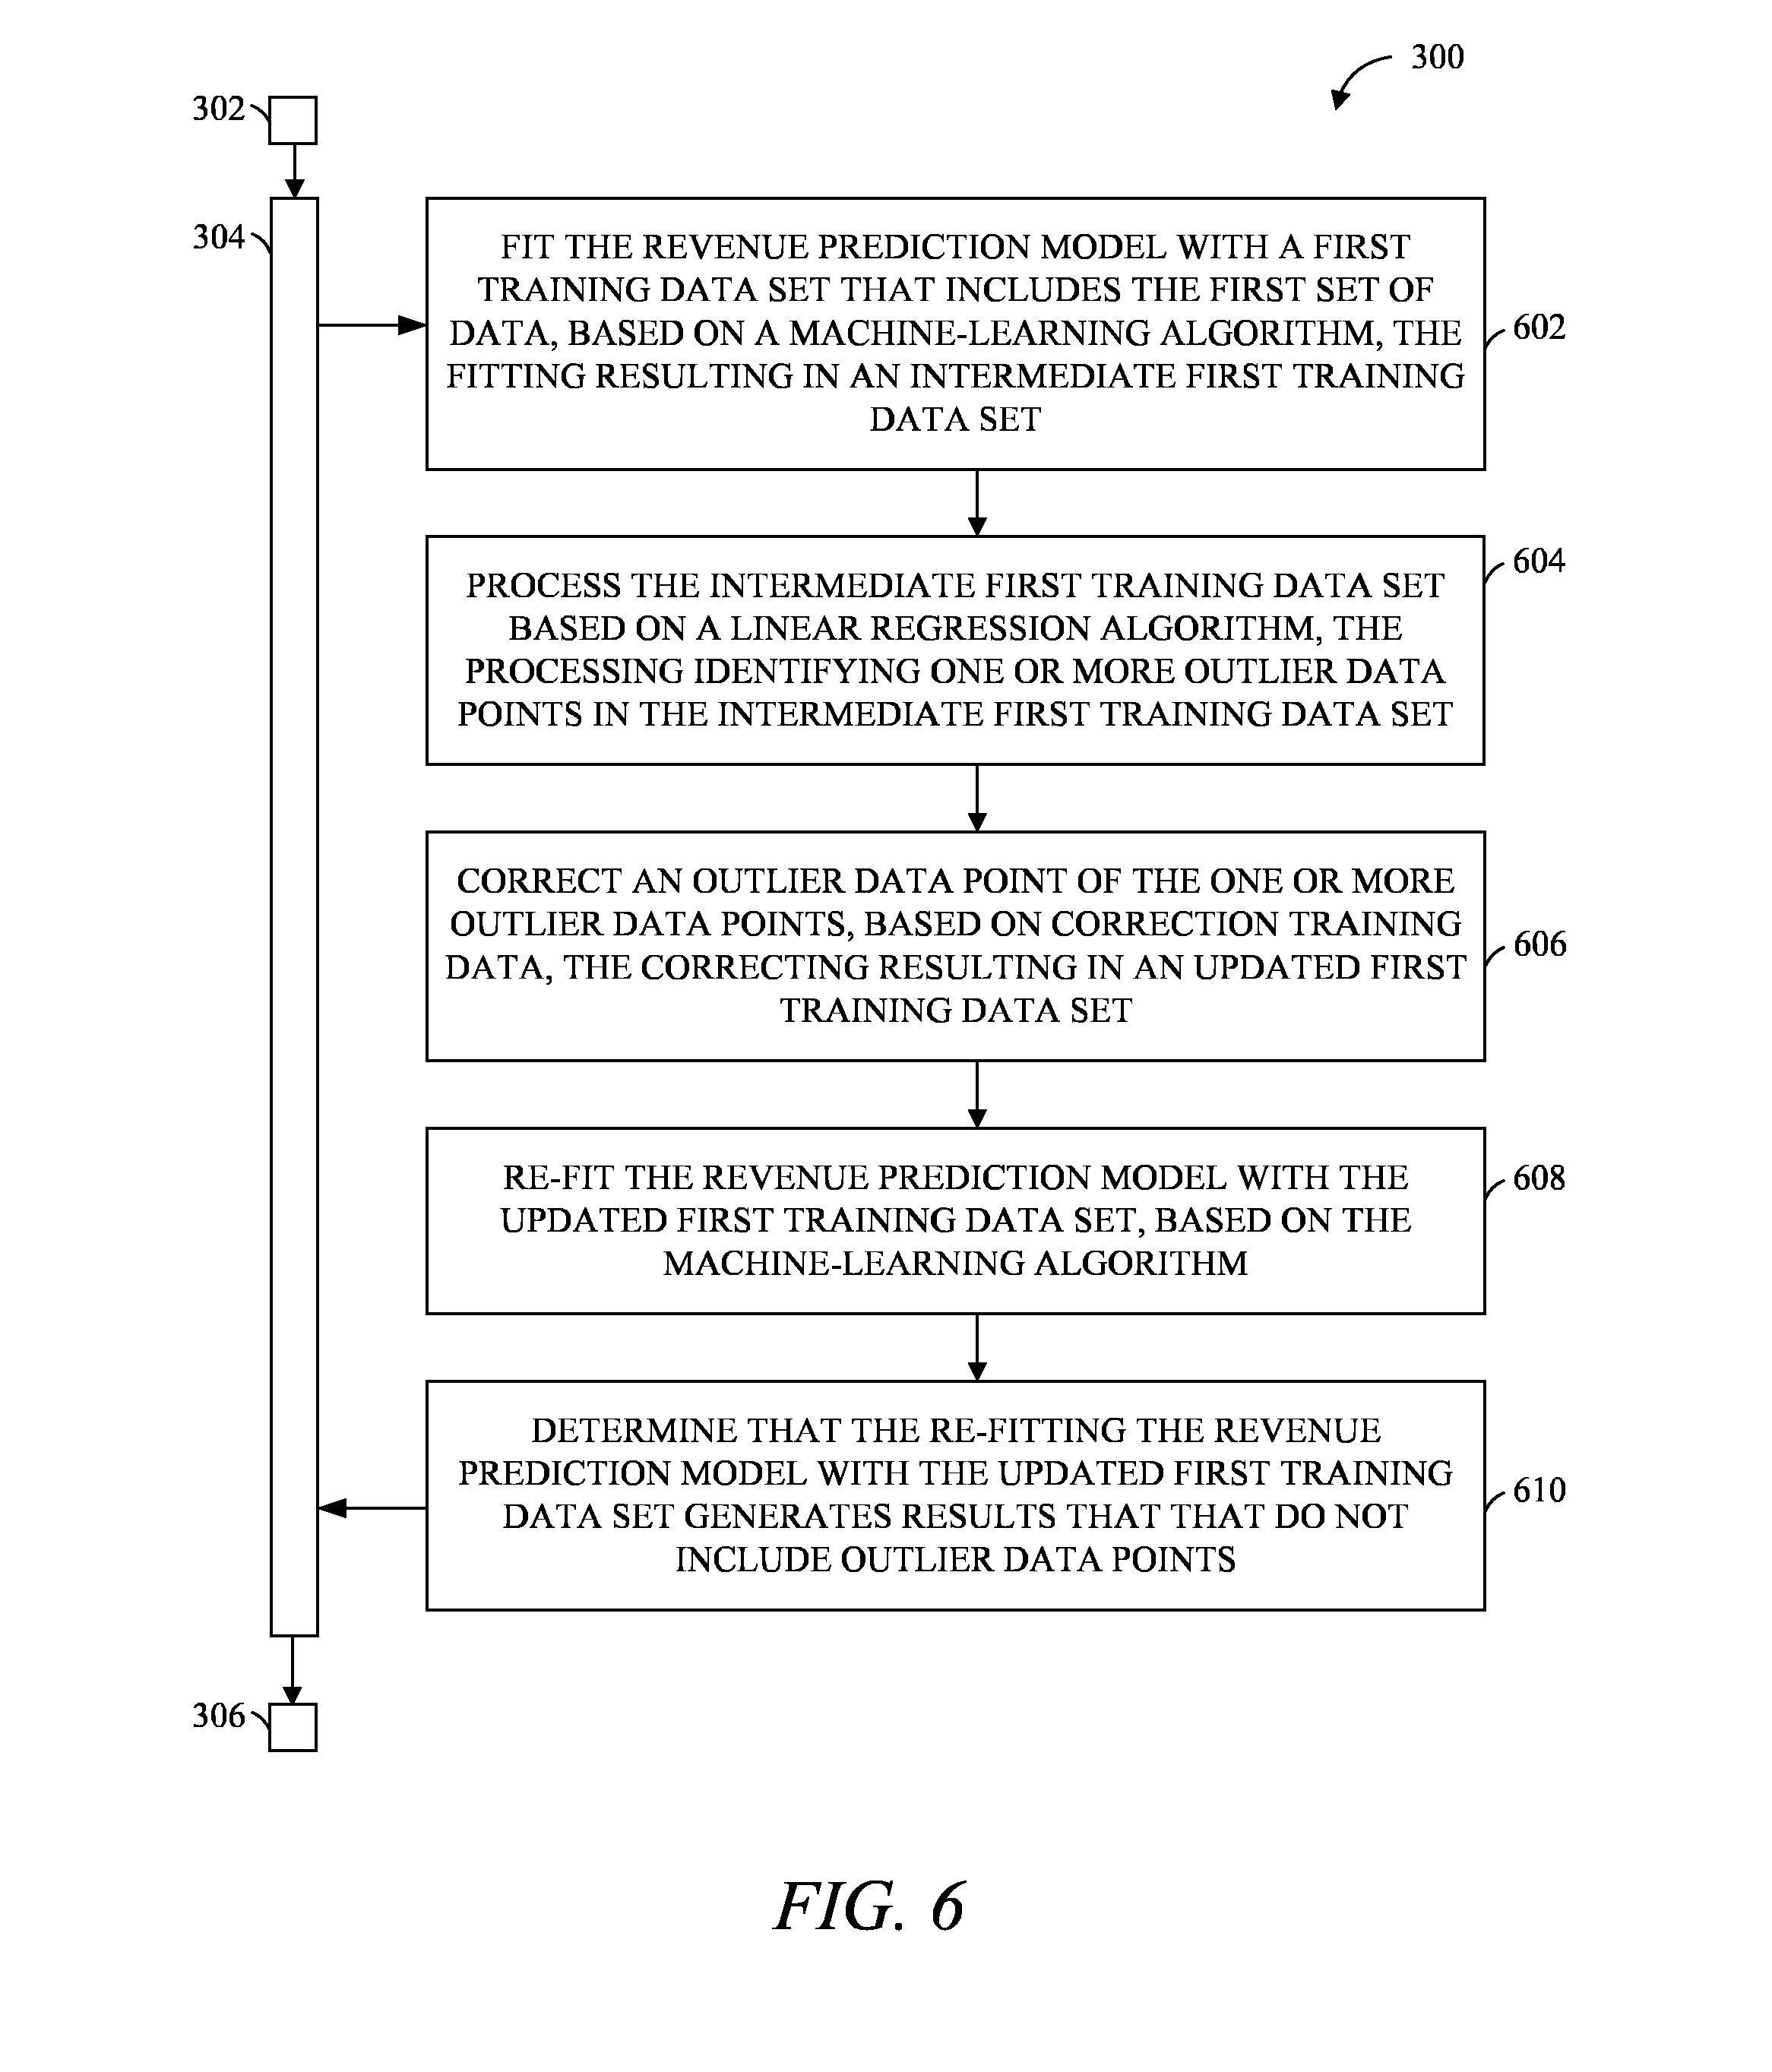 300
302
304
FIT THE REVENUE PREDICTION MODEL WITH A FIRST
TRAINING DATA SET THAT INCLUDES THE FIRST SET OF
DATA, BASED ON A MACHINE-LEARNING ALGORITHM, THE
FITTING RESULTING IN AN INTERMEDIATE FIRST TRAINING
DATA SET
602
PROCESS THE INTERMEDIATE FIRST TRAINING DATA SET
BASED ON A LINEAR REGRESSION ALGORITHM, THE
PROCESSING IDENTIFYING ONE OR MORE OUTLIER DATA
POINTS IN THE INTERMEDIATE FIRST TRAINING DATA SET
604
CORRECT AN OUTLIER DATA POINT OF THE ONE OR MORE
OUTLIER DATA POINTS, BASED ON CORRECTION TRAINING
DATA, THE CORRECTING RESULTING IN AN UPDATED FIRST
TRAINING DATA SET
606
RE-FIT THE REVENUE PREDICTION MODEL WITH THE
UPDATED FIRST TRAINING DATA SET, BASED ON THE
MACHINE-LEARNING ALGORITHM
608
DETERMINE THAT THE RE-FITTING THE REVENUE
PREDICTION MODEL WITH THE UPDATED FIRST TRAINING
DATA SET GENERATES RESULTS THAT THAT DO NOT
INCLUDE OUTLIER DATA POINTS
610
306
FIG. 6